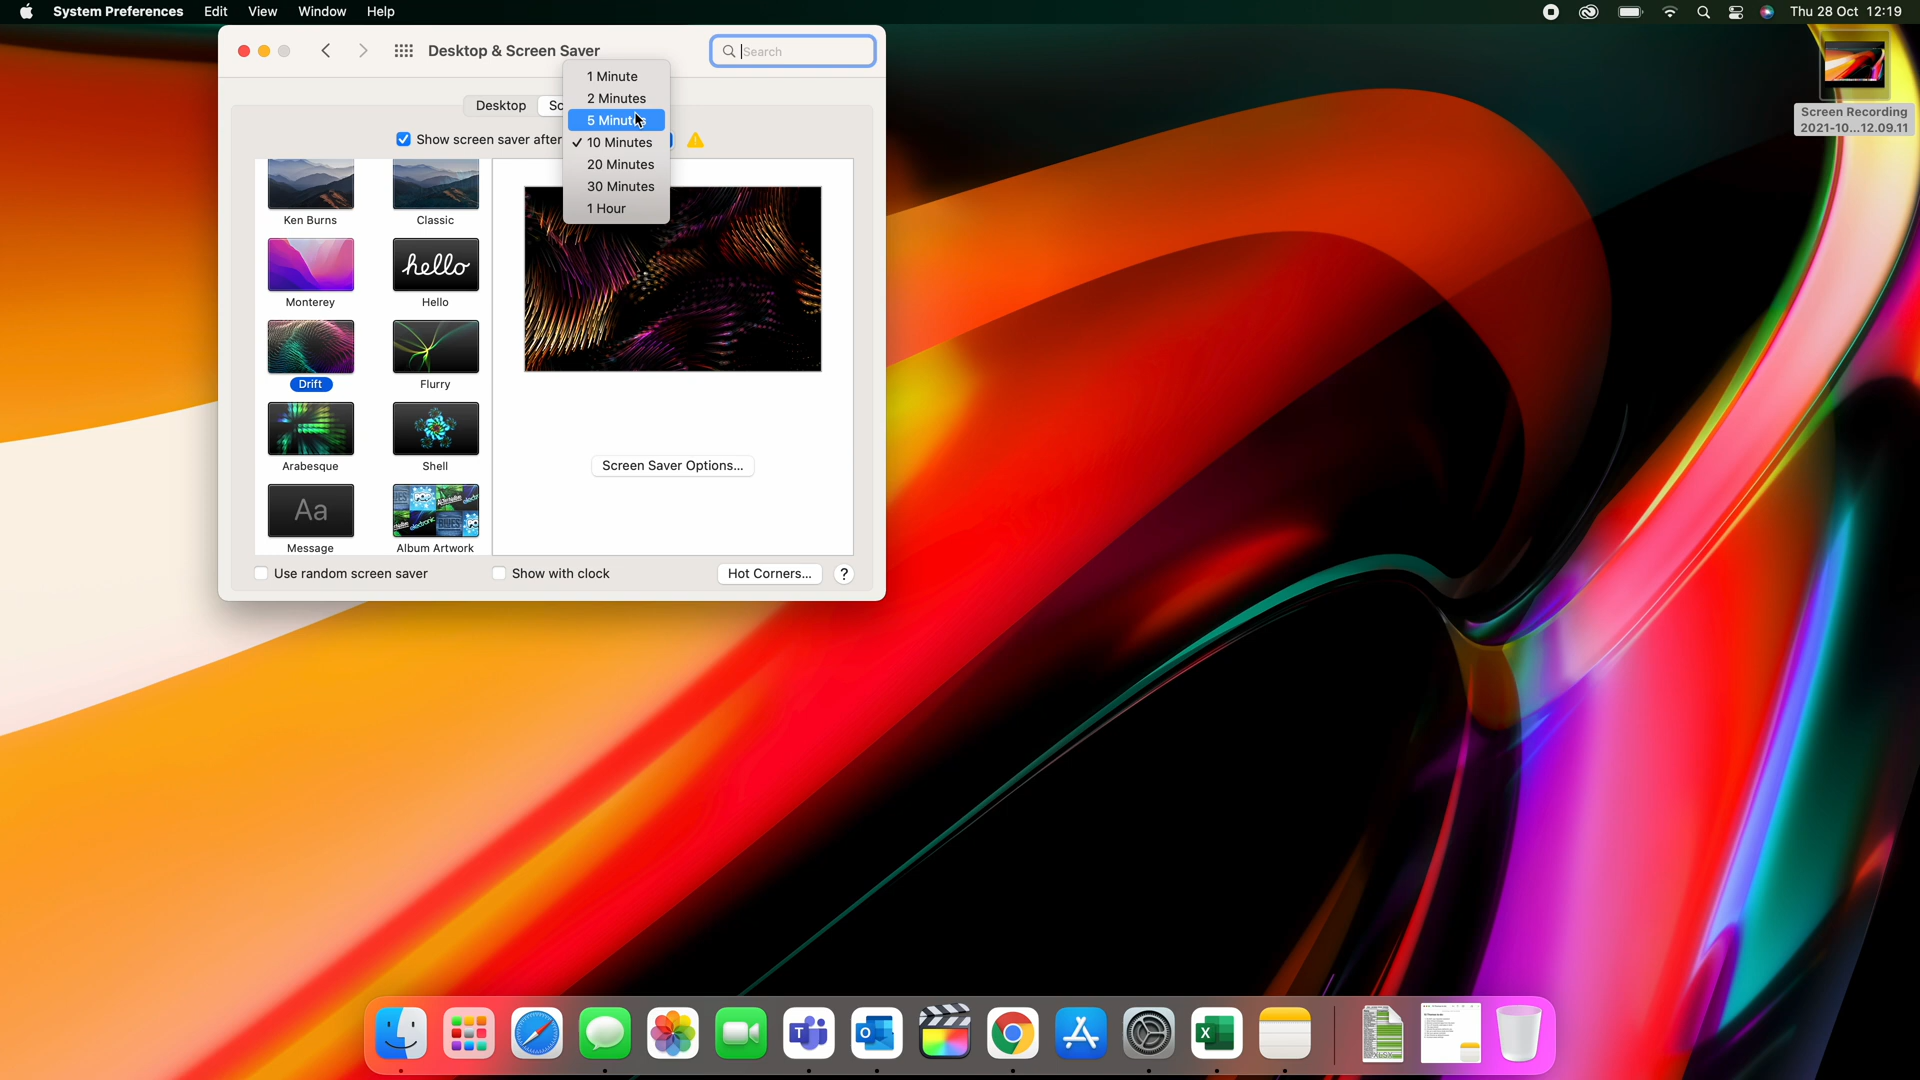 System Preferences Edit View Window Help
Thu 28 Oct 12:19
Desktop & Screen Saver
Search
1 Minute
2 Minutes
5 Minutes
10 Minutes
20 Minutes
30 Minutes
1 Hour
Desktop Sc
Show screen saver after
Ken Burns Classic
hello
Monterey Hello
Drift Flurry
Arabesque Shell
Aa
Message Album Artwork
Screen Saver Options...
Use random screen saver Show with clock Hot Corners... ?
Screen Recording
2021-10...12.09.11